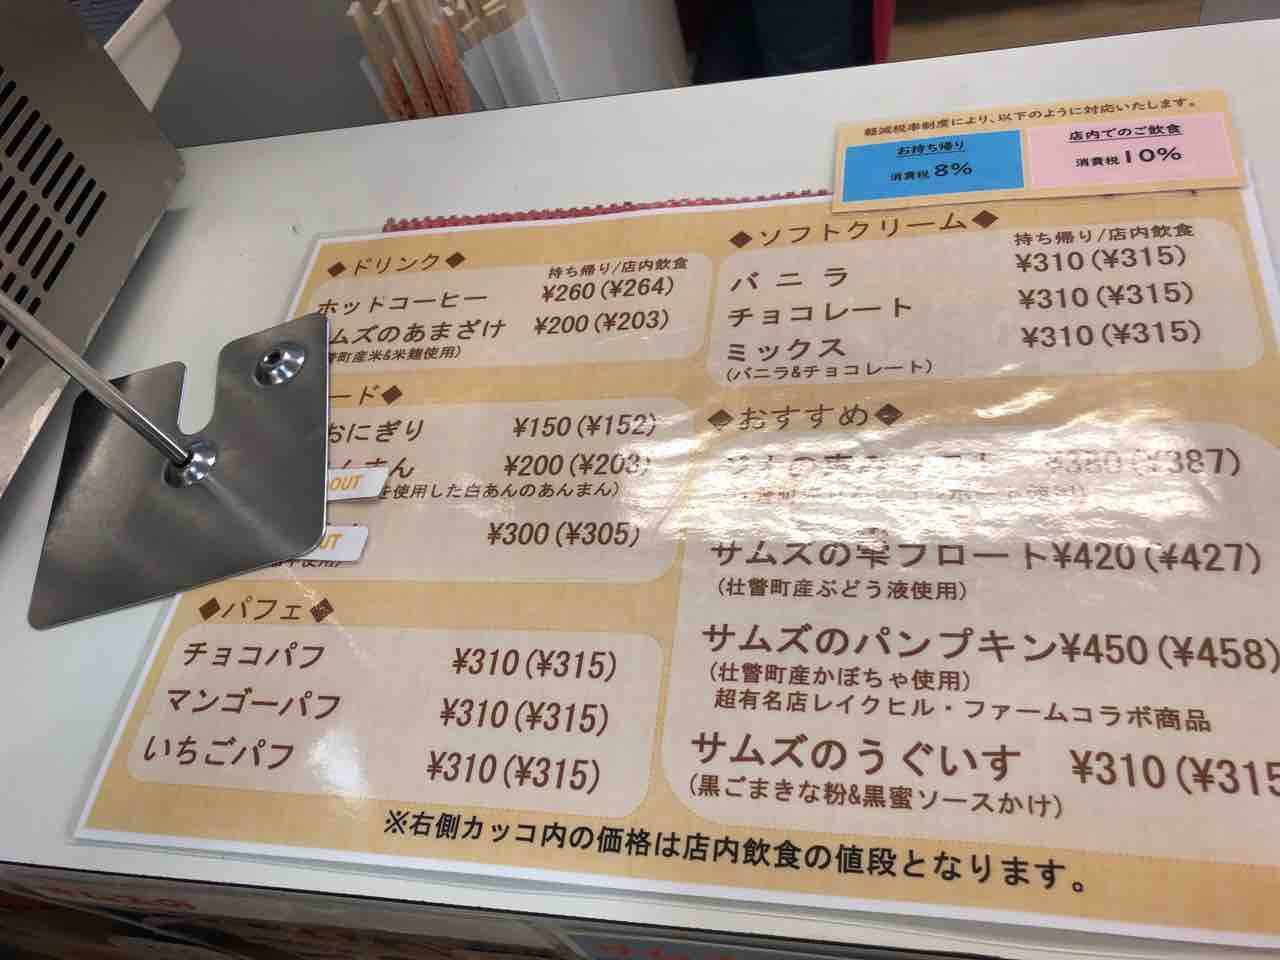 軽減税率制度により、以下のように対応いたします。
お持ち帰り
消費税 8%
店内でのご飲食
消費税 10%
◆ドリンク◆
持ち帰り/店内飲食
ホットコーヒー ¥260(¥264)
ムズのあまざけ ¥200(¥203)
瞥町産米&米麹使用)
ード◆
おにぎり ¥150(¥152)
んまん ¥200(¥203)
を使用した白あんのあんまん)
OUT
¥300(¥305)
UT
◆パフェ◆
チョコパフ ¥310(¥315)
マンゴーパフ ¥310(¥315)
いちごパフ ¥310(¥315)
◆ソフトクリーム◆
持ち帰り/店内飲食
バニラ ¥310(¥315)
チョコレート ¥310(¥315)
ミックス ¥310(¥315)
(バニラ&チョコレート)
◆おすすめ◆
¥380(¥387)
サムズの雫フロート¥420(¥427)
(壮瞥町産ぶどう液使用)
サムズのパンプキン¥450(¥458)
(壮瞥町産かぼちゃ使用)
超有名店レイクヒル・ファームコラボ商品
サムズのうぐいす ¥310(¥315
(黒ごまきな粉&黒蜜ソースかけ)
※右側カッコ内の価格は店内飲食の値段となります。